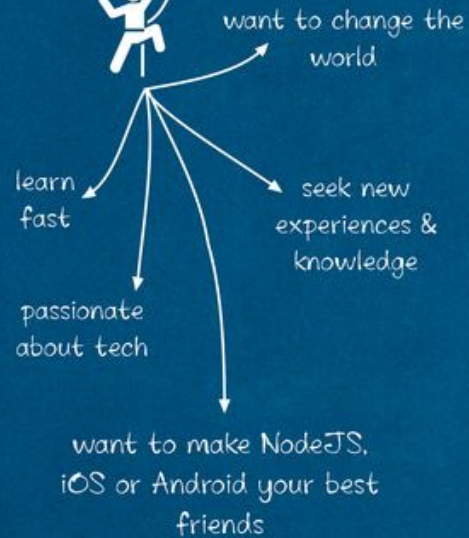 want to change the
world
learn
fast
seek new
experiences &
knowledge
passionate
about tech
want to make NodeJS,
iOS or Android your best
friends